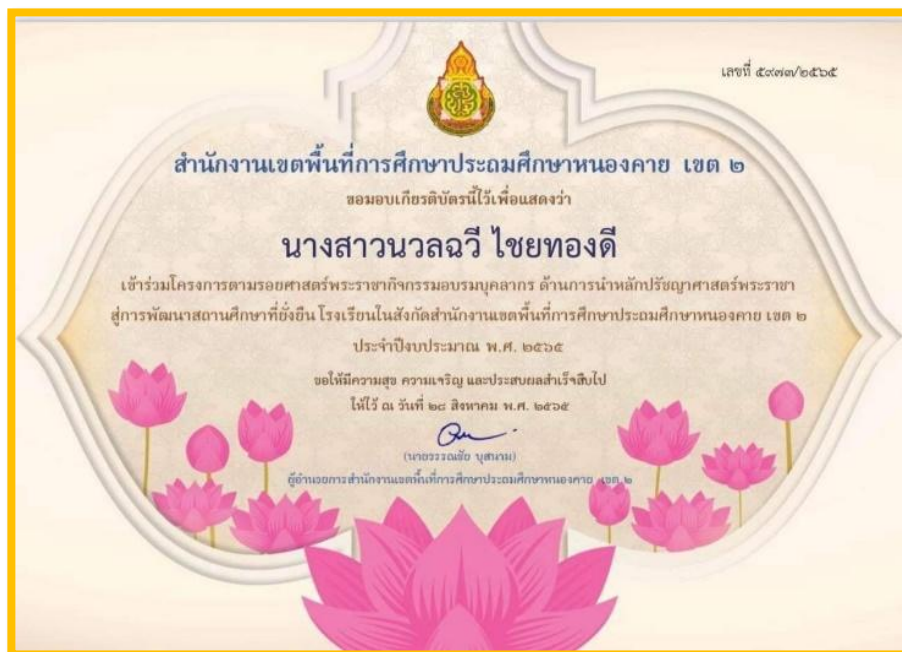 เลขที่ ๕๙๗๓/๒๕๖๕
สำนักงานเขตพื้นที่การศึกษาประถมศึกษาหนองคาย เขต ๒
ขอมอบเกียรติบัตรนี้ไว้เพื่อแสดงว่า
นางสาวนวลฉวี ไชยทองดี
เข้าร่วมโครงการตามรอยศาสตร์พระราชากิจกรรมอบรมบุคลากร ด้านการนำหลักปรัชญาศาสตร์พระราชา
สู่การพัฒนาสถานศึกษาที่ยั่งยืน โรงเรียนในสังกัดสำนักงานเขตพื้นที่การศึกษาประถมศึกษาหนองคาย เขต ๒
ประจำปีงบประมาณ พ.ศ. ๒๕๖๕
ขอให้มีความสุข ความเจริญ และประสบผลสำเร็จสืบไป
ให้ไว้ ณ วันที่ ๒๘ สิงหาคม พ.ศ. ๒๕๖๕
(นายวรรณชัย บุสนาม)
ผู้อำนวยการสำนักงานเขตพื้นที่การศึกษาประถมศึกษาหนองคาย เขต ๒